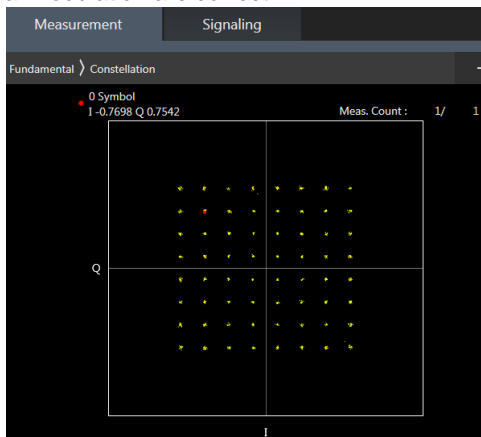 Measurement Signaling
Fundamental 〉 Constellation
0 Symbol
I -0.7698 Q 0.7542 Meas. Count : 1/ 1
Q
I